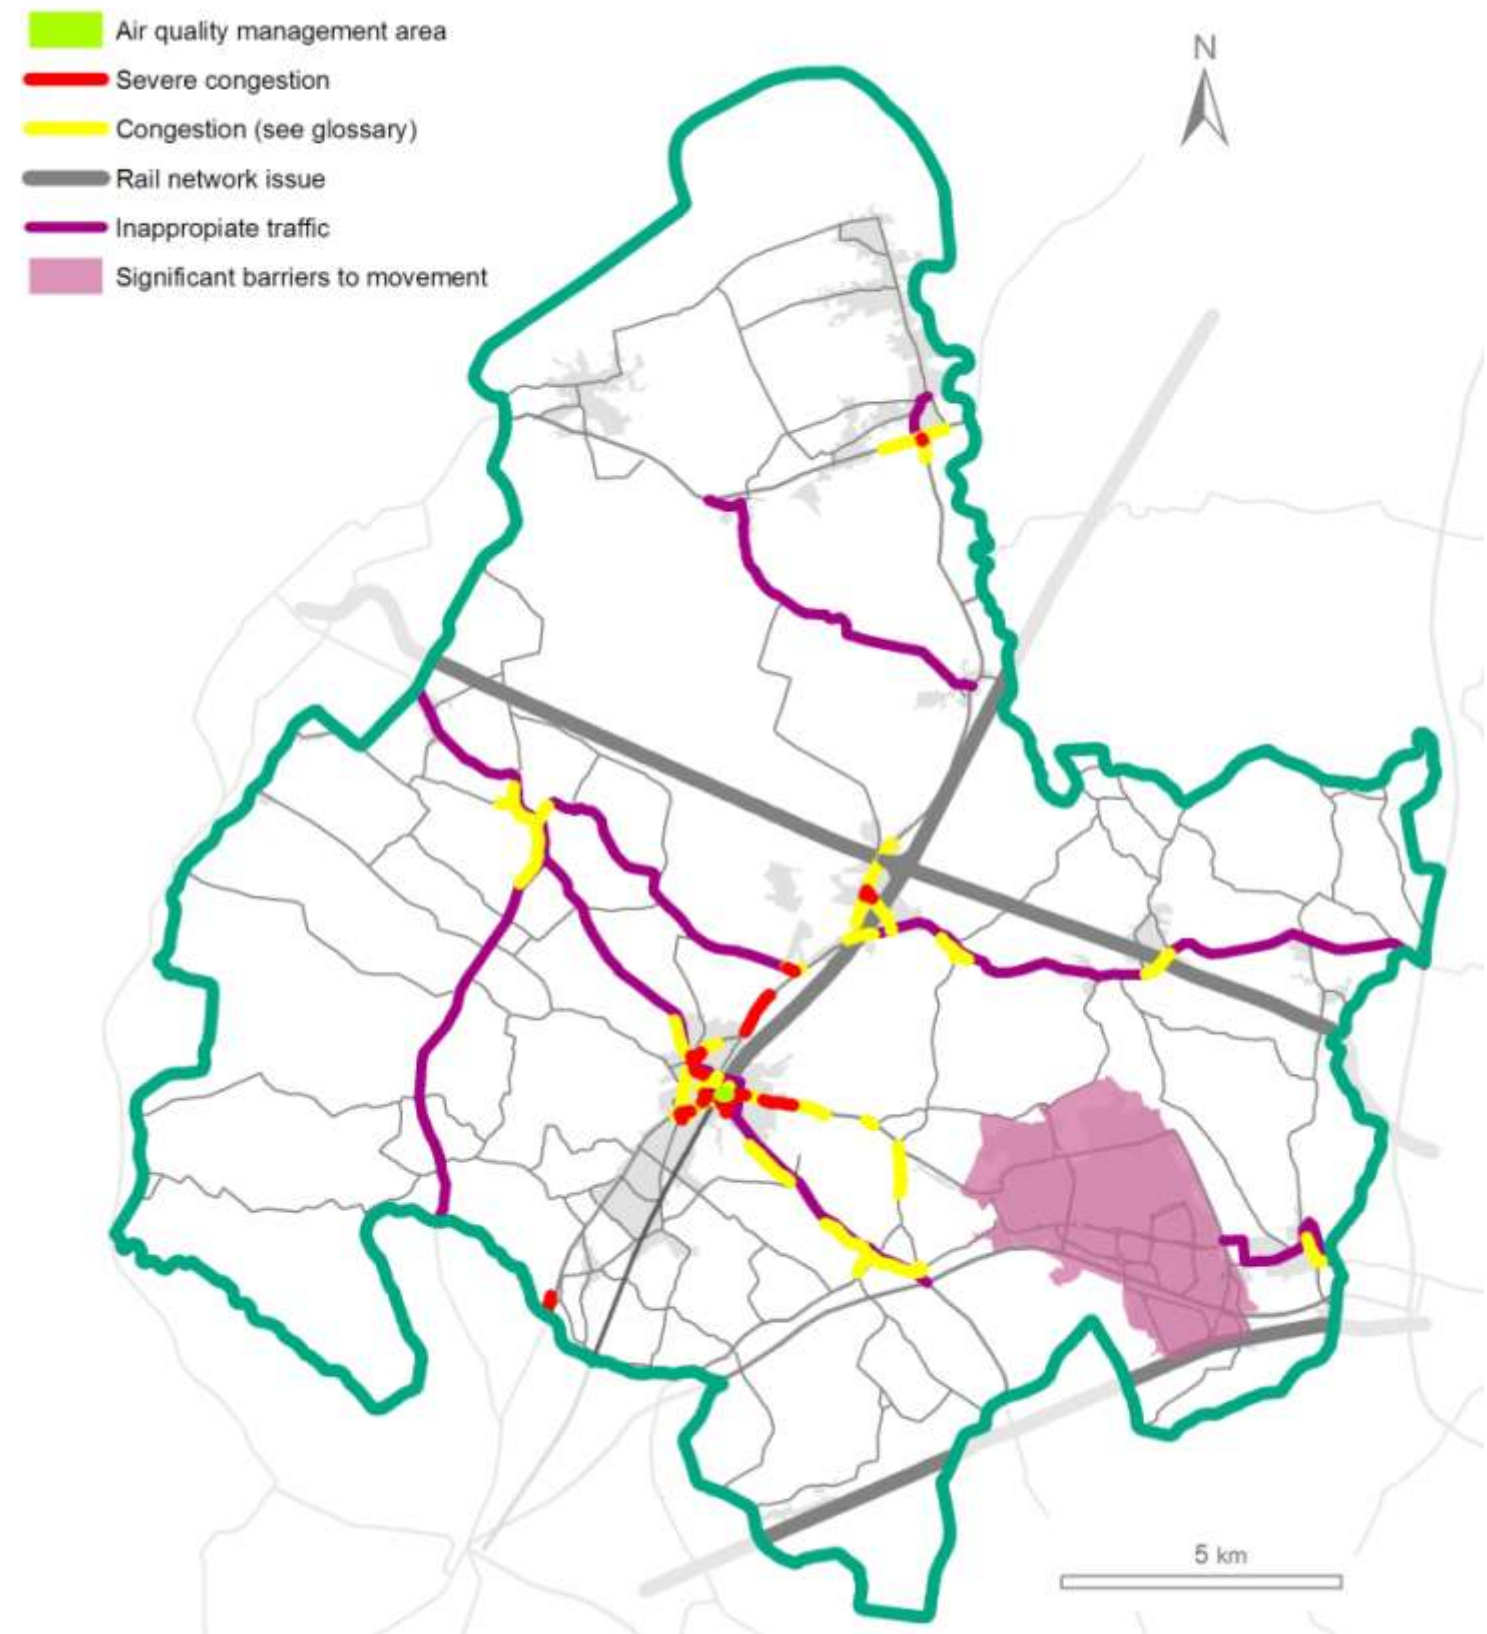 Air quality management area
Severe congestion
Congestion (see glossary)
Rail network issue
Inappropiate traffic
Significant barriers to movement
N
5 km